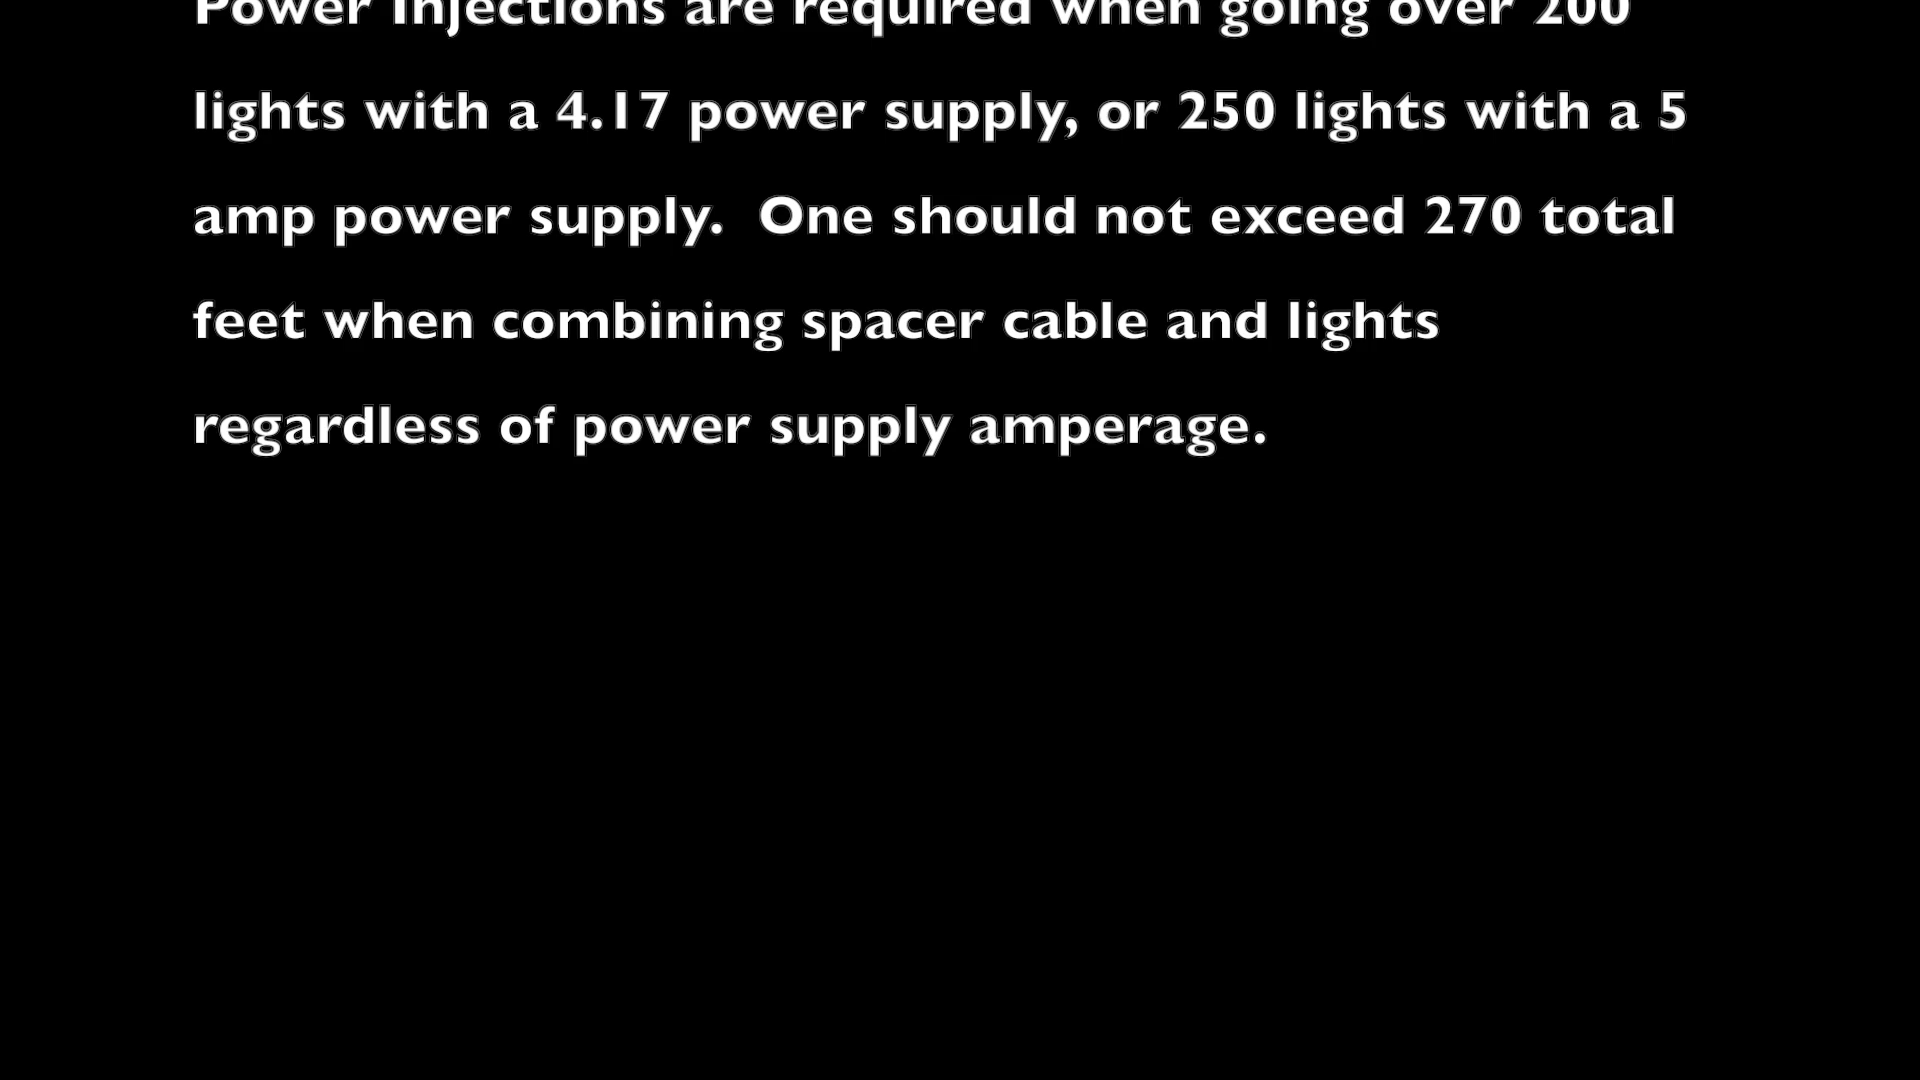 Power Injections are required when going over 200
lights with a 4.17 power supply, or 250 lights with a 5
amp power supply.  One should not exceed 270 total
feet when combining spacer cable and lights
regardless of power supply amperage.